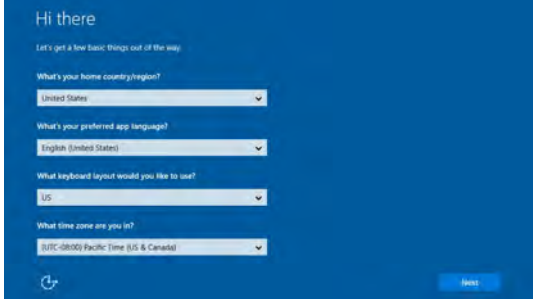 Hi there
Let's get a few basic things out of the way.
What's your home country/region?
United States
What's your preferred app language?
English (United States)
What keyboard layout would you like to use?
US
What time zone are you in?
(UTC-08:00) Pacific Time (US & Canada)
Next